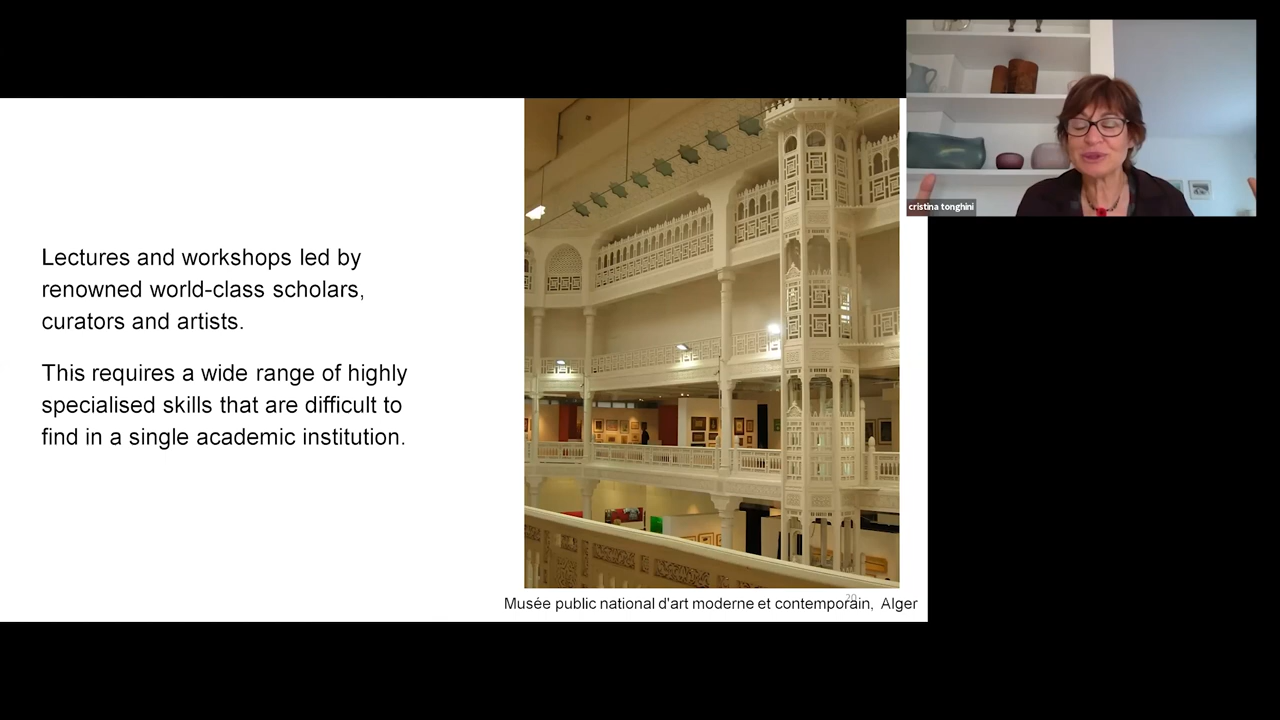 Lectures and workshops led by
renowned world-class scholars,
curators and artists.
This requires a wide range of highly
specialised skills that are difficult to
find in a single academic institution.
Musée public national d'art moderne et contemporain, Alger
20
cristina tonghini